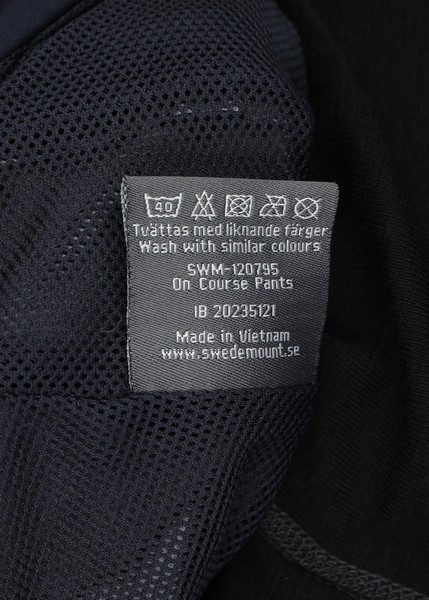 40
Tvättas med liknande färger
Wash with similar colours
SWM-120795
On Course Pants
IB 20235121
Made in Vietnam
www.swedemount.se